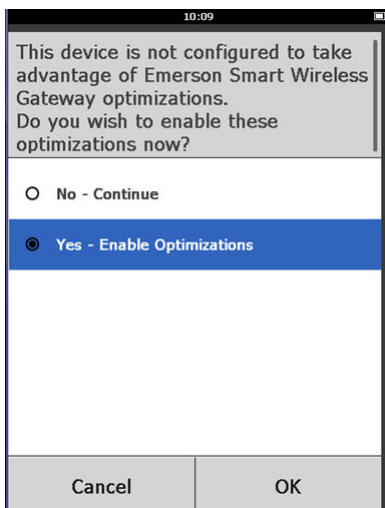 10:09
This device is not configured to take
advantage of Emerson Smart Wireless
Gateway optimizations.
Do you wish to enable these
optimizations now?
No - Continue
Yes - Enable Optimizations
Cancel
OK